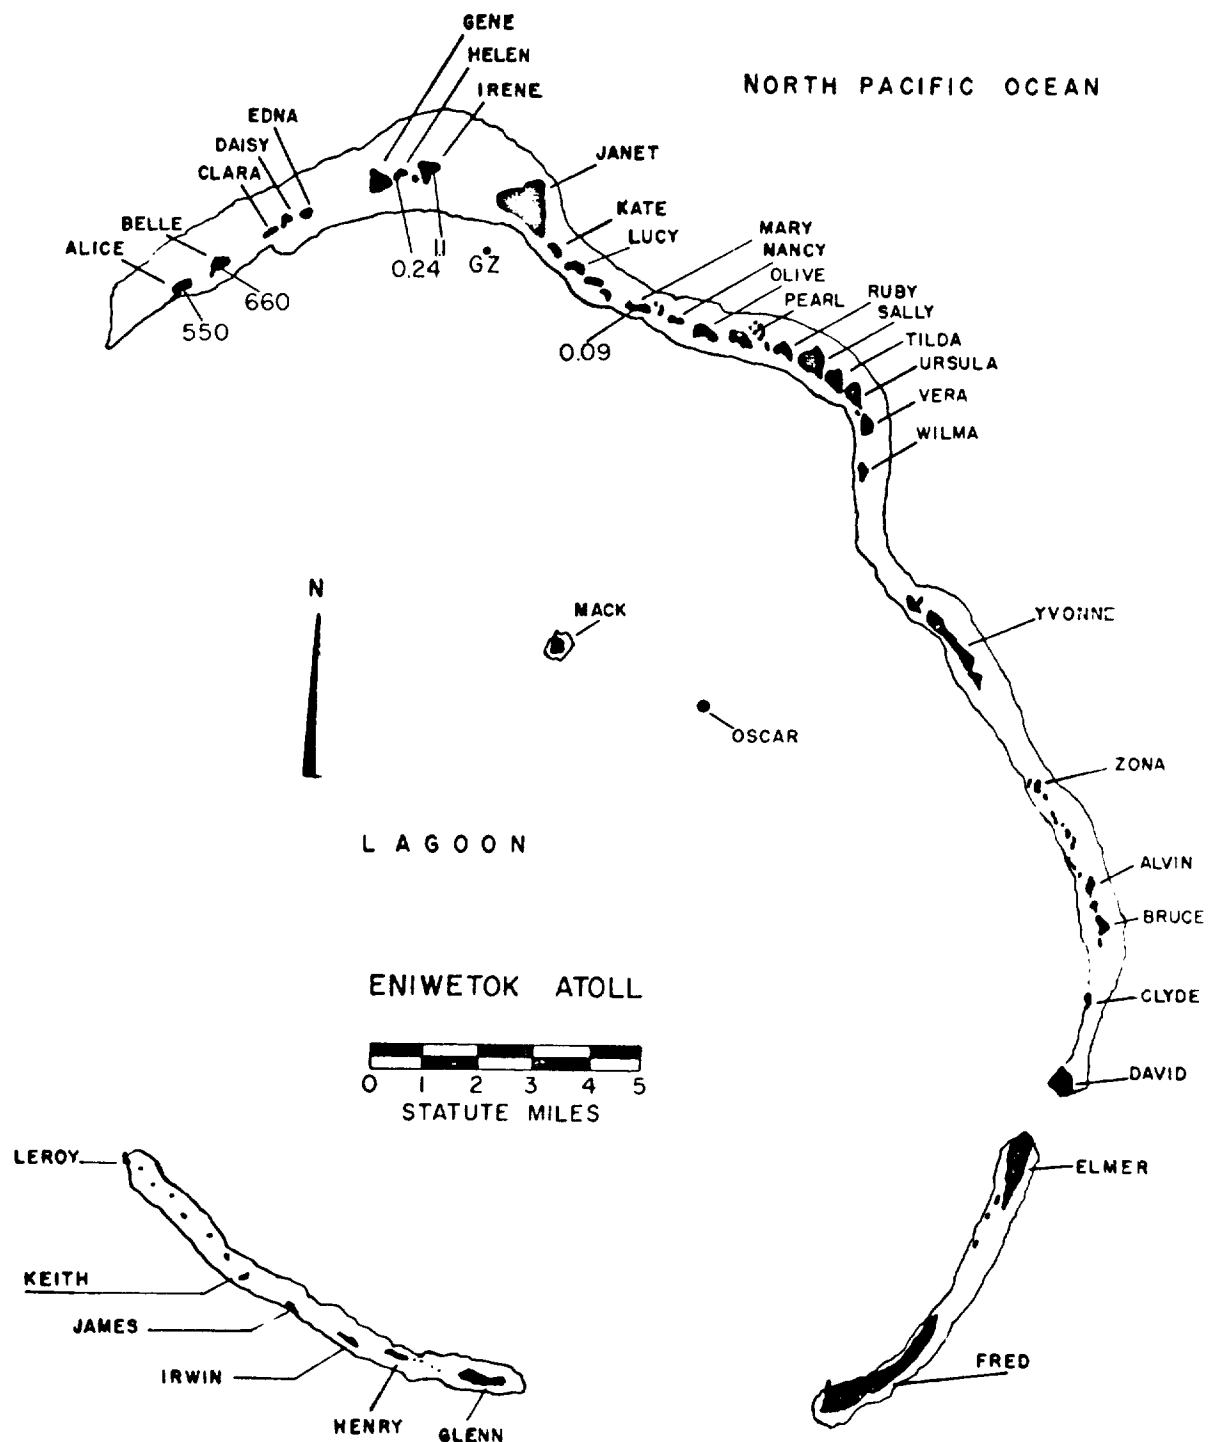 GENE
HELEN
IRENE
NORTH PACIFIC OCEAN
EDNA
DAISY
CLARA
BELLE
ALICE
JANET
KATE
LUCY
MARY
NANCY
OLIVE
PEARL
RUBY
SALLY
TILDA
URSULA
VERA
WILMA
0.24
1.1
GZ
660
550
0.09
N
MACK
YVONNE
OSCAR
ZONA
LAGOON
ALVIN
BRUCE
ENIWETOK ATOLL
CLYDE
0 1 2 3 4 5
STATUTE MILES
DAVID
LEROY
ELMER
KEITH
JAMES
IRWIN
HENRY
GLENN
FRED